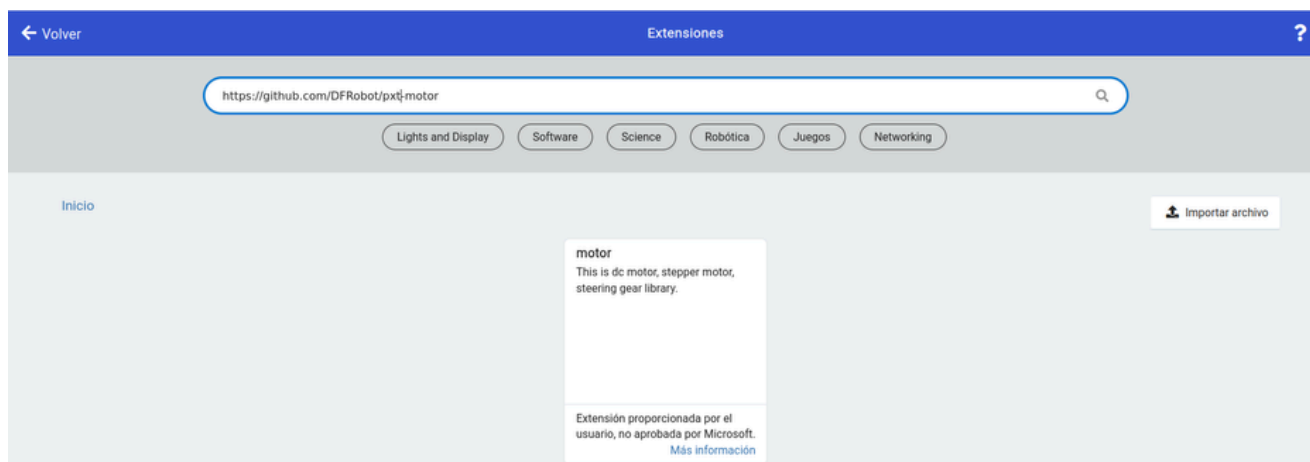 Volver
Extensiones
?
https://github.com/DFRobot/pxt-motor
Lights and Display
Software
Science
Robótica
Juegos
Networking
Inicio
Importar archivo
motor
This is dc motor, stepper motor,
steering gear library.
Extensión proporcionada por el
usuario, no aprobada por Microsoft.
Más información